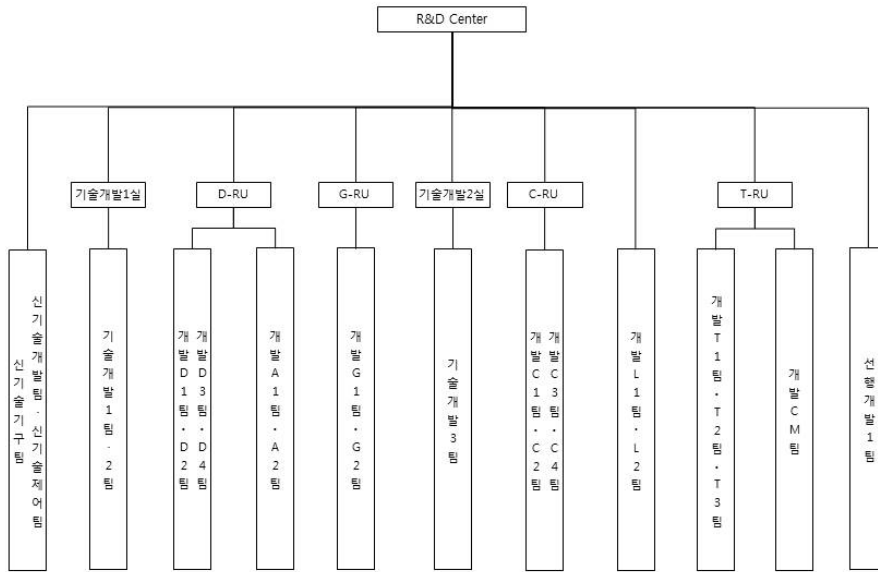 R&D Center
기술개발1실
D-RU
G-RU
기술개발2실
C-RU
T-RU
신기술개발팀·신기술제어팀
신기술기구팀
기술개발1팀·2팀
개발D1팀·D2팀
개발D3팀·D4팀
개발A1팀·A2팀
개발G1팀·G2팀
기술개발3팀
개발C1팀·C2팀
개발C3팀·C4팀
개발L1팀·L2팀
개발T1팀·T2팀·T3팀
개발CM팀
선행개발1팀